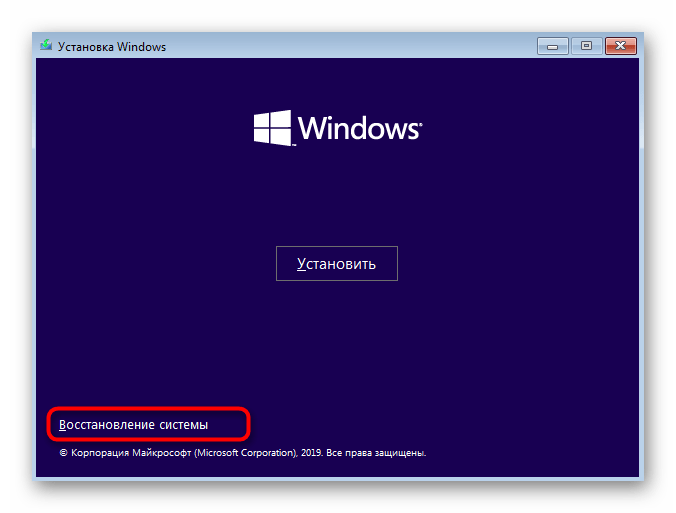 Установка Windows
Windows
Установить
Восстановление системы
© Корпорация Майкрософт (Microsoft Corporation), 2019. Все права защищены.